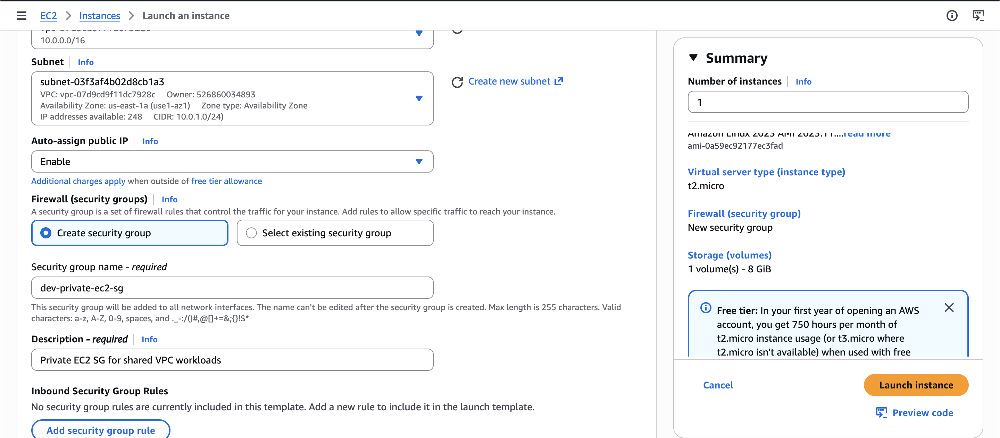 EC2 > Instances > Launch an instance
10.0.0.0/16
Subnet Info
subnet-03f3af4b02d8cb1a3
VPC: vpc-07d9cd9f11dc7928c Owner: 526860034893
Availability Zone: us-east-1a (use1-az1) Zone type: Availability Zone
IP addresses available: 248 CIDR: 10.0.1.0/24)
Create new subnet
Auto-assign public IP Info
Enable
Additional charges apply when outside of free tier allowance
Firewall (security groups) Info
A security group is a set of firewall rules that control the traffic for your instance. Add rules to allow specific traffic to reach your instance.
Create security group
Select existing security group
Security group name - required
dev-private-ec2-sg
This security group will be added to all network interfaces. The name can't be edited after the security group is created. Max length is 255 characters. Valid
characters: a-z, A-Z, 0-9, spaces, and ._-:/()#,@[]+=&;{}!$*
Description - required Info
Private EC2 SG for shared VPC workloads
Inbound Security Group Rules
No security group rules are currently included in this template. Add a new rule to include it in the launch template.
Add security group rule
Summary
Number of instances Info
1
Amazon Linux 2023 AMI 2023.11....read more
ami-0a59ec92177ec3fad
Virtual server type (instance type)
t2.micro
Firewall (security group)
New security group
Storage (volumes)
1 volume(s) - 8 GiB
Free tier: In your first year of opening an AWS
account, you get 750 hours per month of
t2.micro instance usage (or t3.micro where
t2.micro isn't available) when used with free
Cancel
Launch instance
Preview code